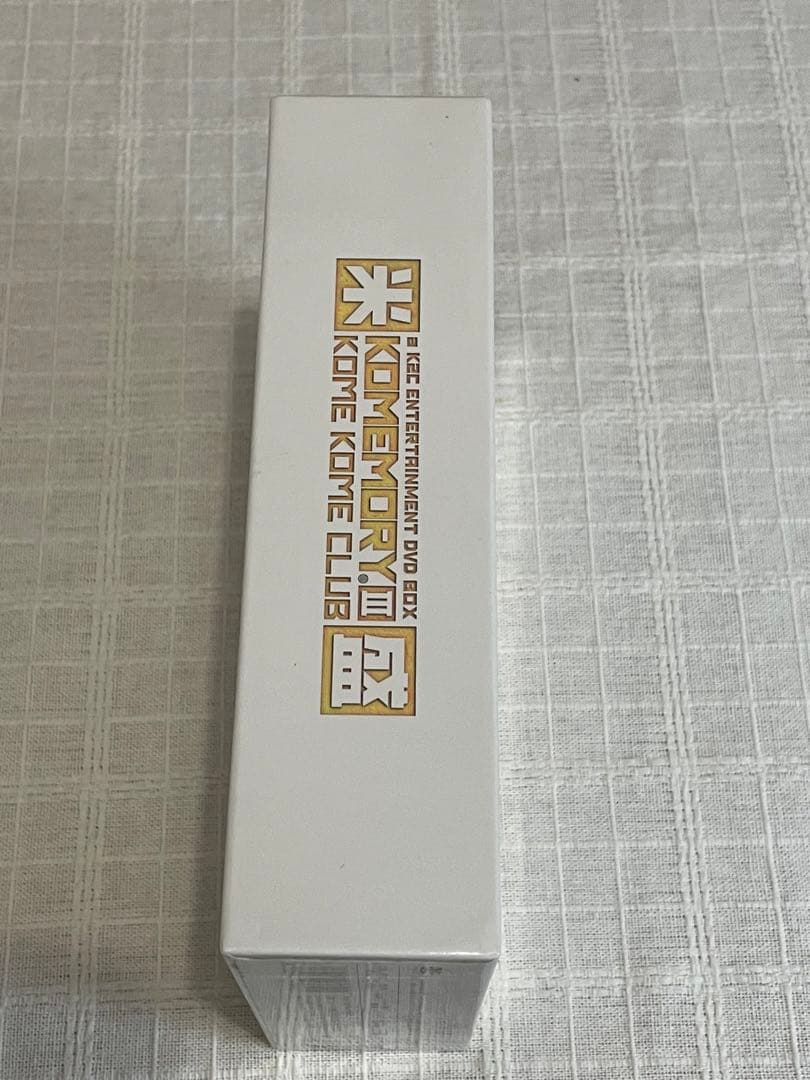 米
a K2C ENTERTAINMENT DVD BOX
KOMEMORY.III
KOME KOME CLUB
盛